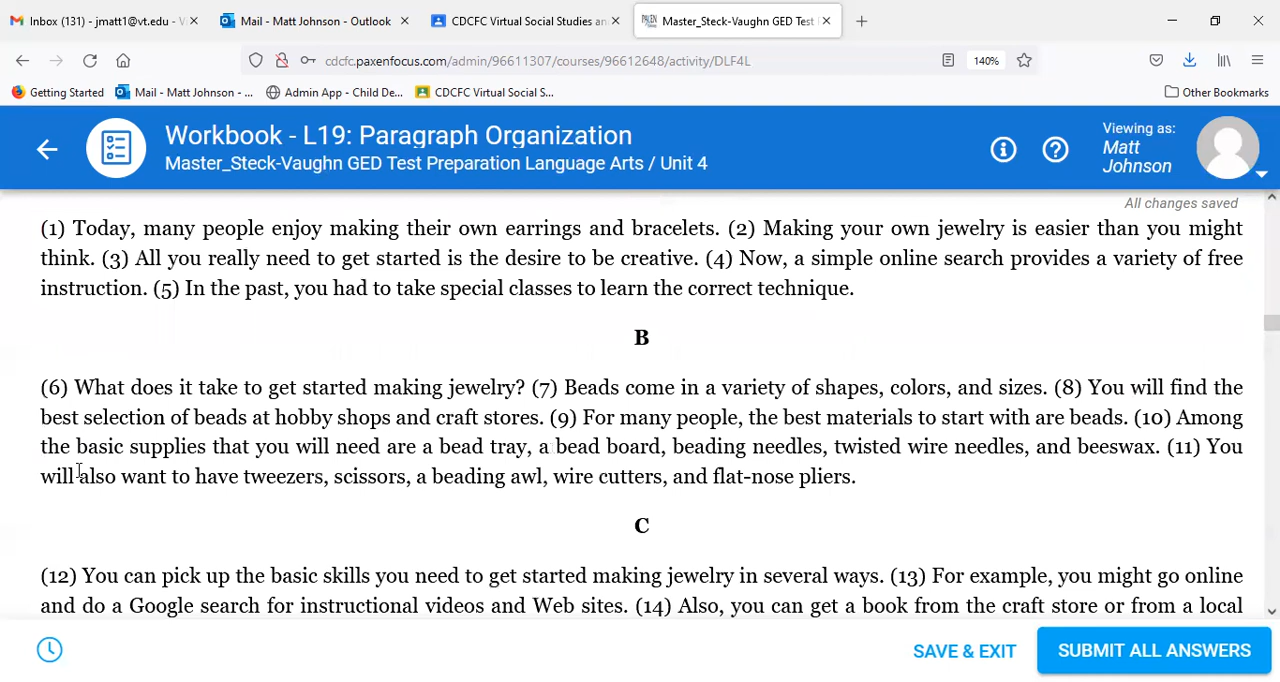 Inbox (131) - jmatt1@vt.edu - V
Mail - Matt Johnson - Outlook
CDCFC Virtual Social Studies an
Master_Steck-Vaughn GED Test
cdcfc.paxenfocus.com/admin/96611307/courses/96612648/activity/DLF4L
140%
Getting Started
Mail - Matt Johnson - ...
Admin App - Child De...
CDCFC Virtual Social S...
Other Bookmarks
Workbook - L19: Paragraph Organization
Master_Steck-Vaughn GED Test Preparation Language Arts / Unit 4
Viewing as:
Matt
Johnson
All changes saved
(1) Today, many people enjoy making their own earrings and bracelets. (2) Making your own jewelry is easier than you might
think. (3) All you really need to get started is the desire to be creative. (4) Now, a simple online search provides a variety of free
instruction. (5) In the past, you had to take special classes to learn the correct technique.
B
(6) What does it take to get started making jewelry? (7) Beads come in a variety of shapes, colors, and sizes. (8) You will find the
best selection of beads at hobby shops and craft stores. (9) For many people, the best materials to start with are beads. (10) Among
the basic supplies that you will need are a bead tray, a bead board, beading needles, twisted wire needles, and beeswax. (11) You
will also want to have tweezers, scissors, a beading awl, wire cutters, and flat-nose pliers.
C
(12) You can pick up the basic skills you need to get started making jewelry in several ways. (13) For example, you might go online
and do a Google search for instructional videos and Web sites. (14) Also, you can get a book from the craft store or from a local
SAVE & EXIT
SUBMIT ALL ANSWERS